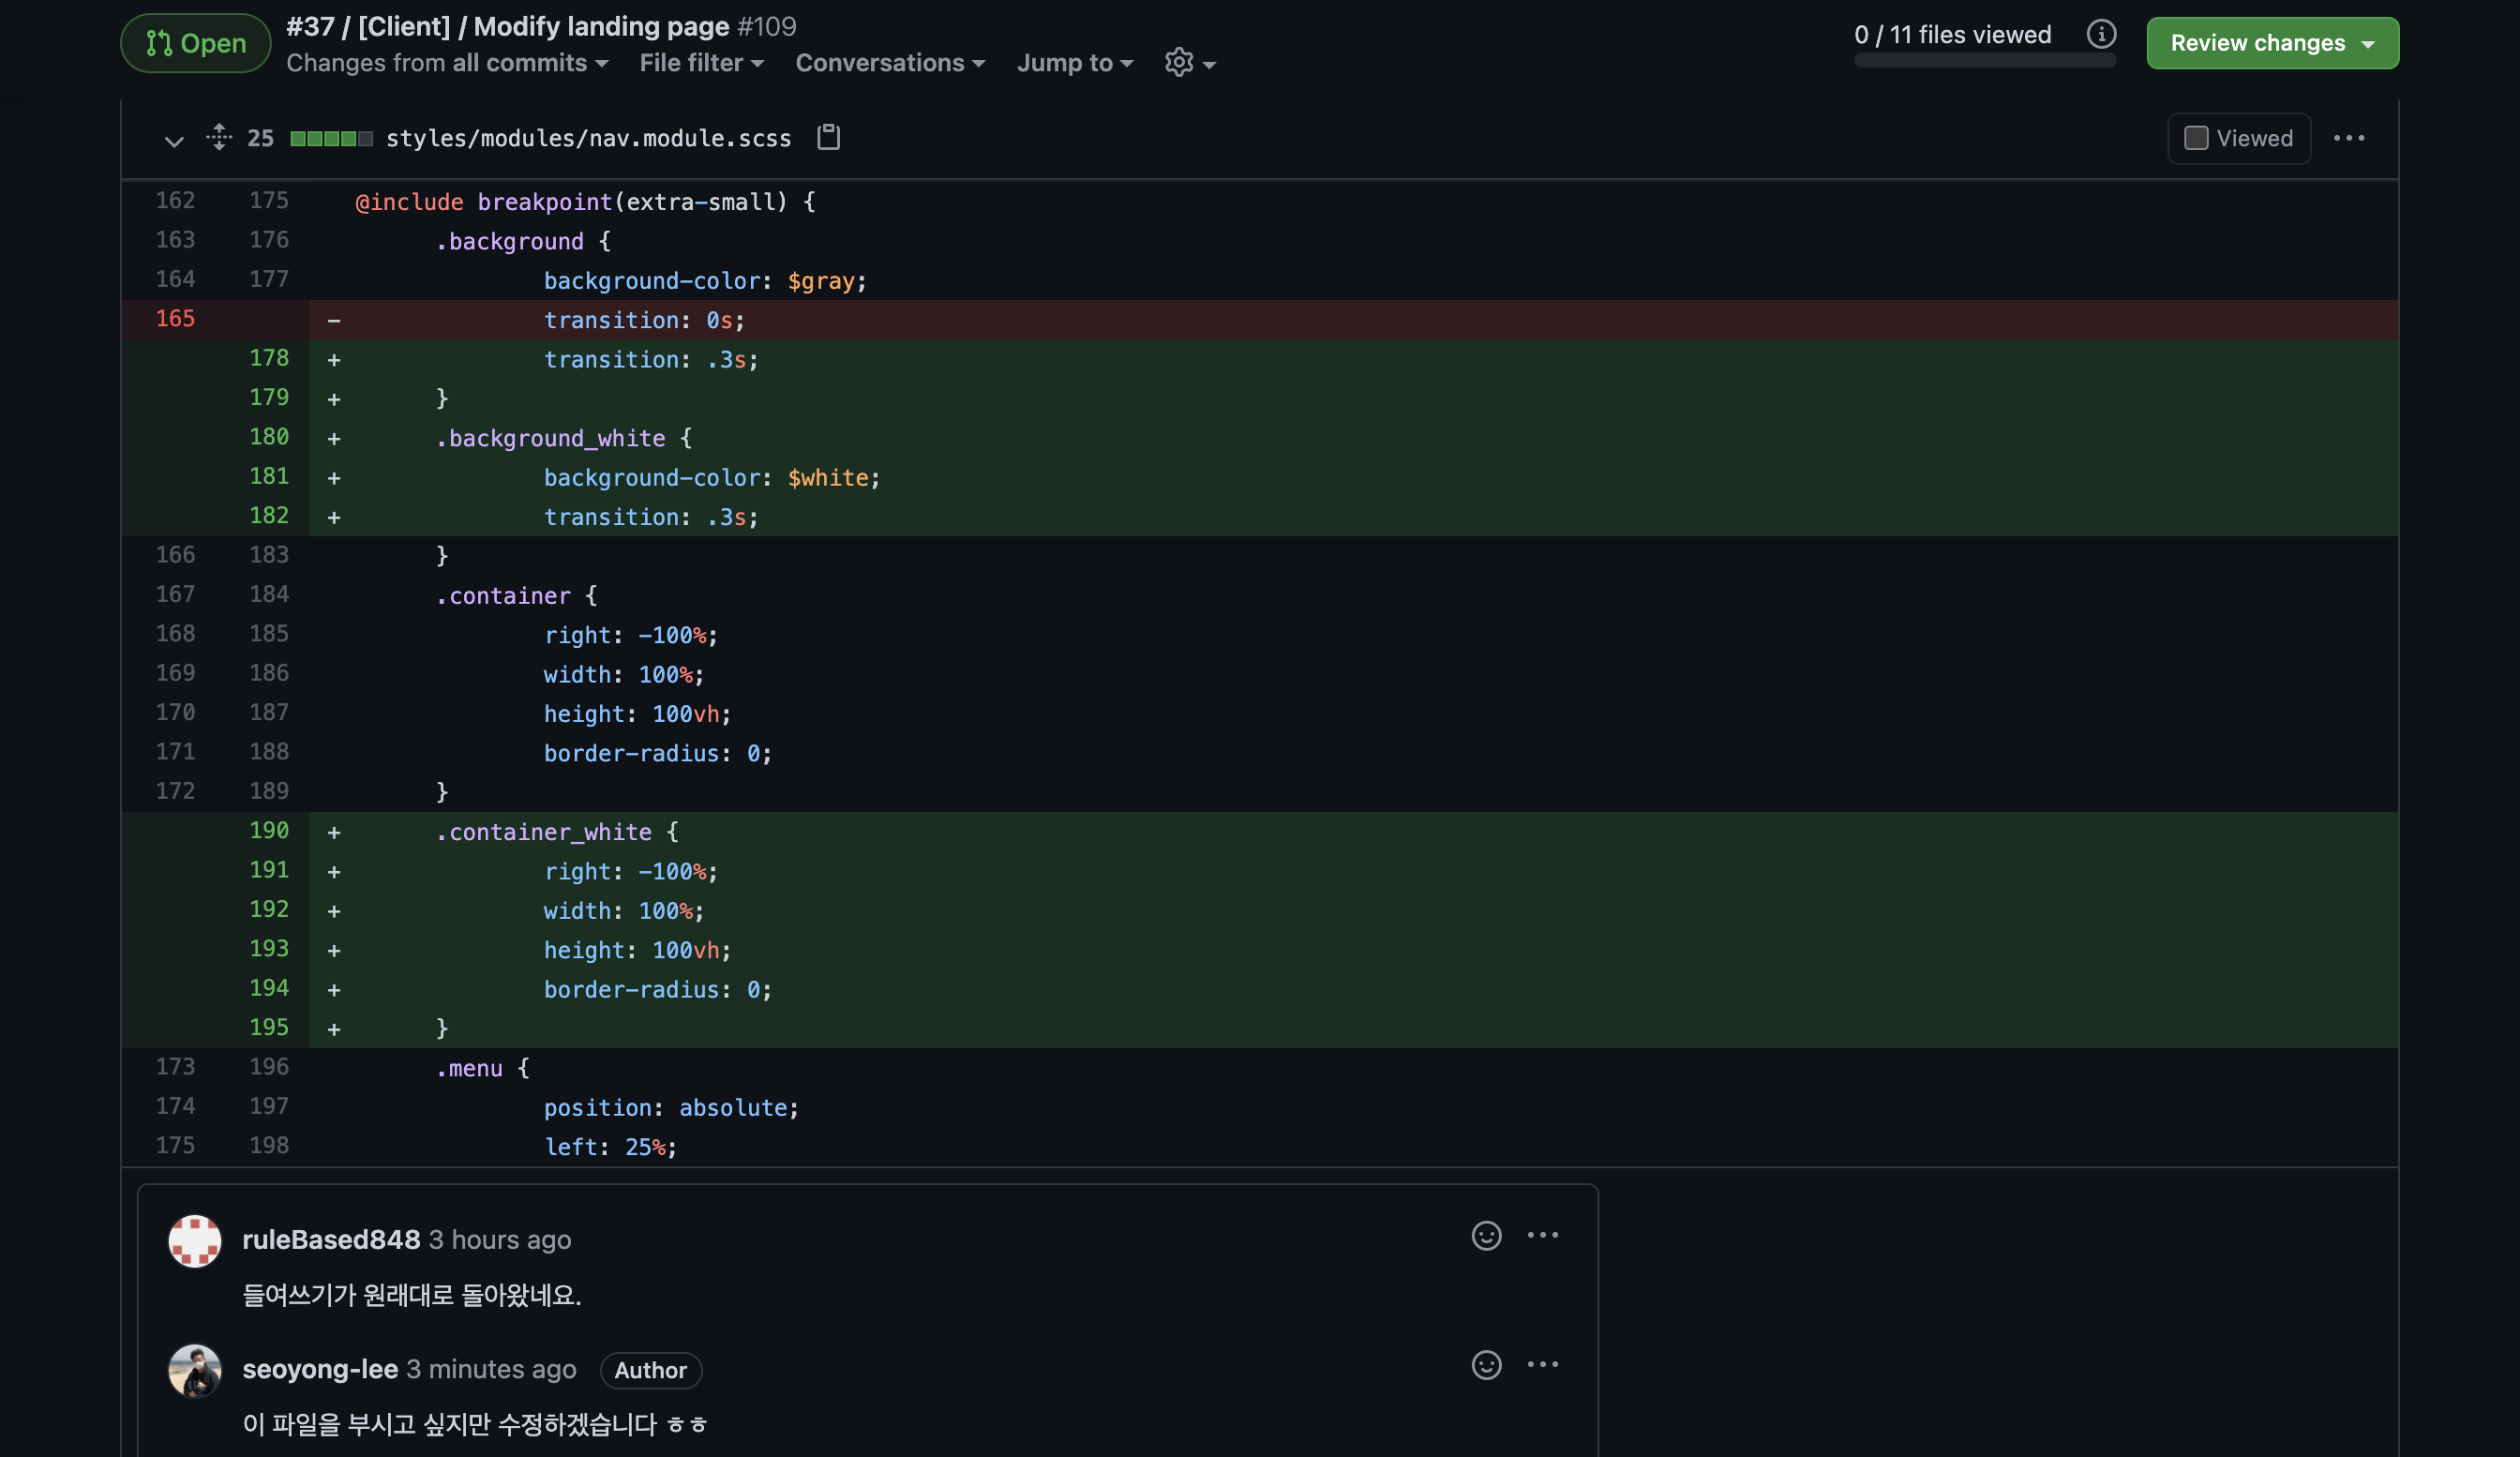 Open
#37 / [Client] / Modify landing page #109
Changes from all commits File filter Conversations Jump to
0 / 11 files viewed
Review changes
25 styles/modules/nav.module.scss
Viewed
162 175 @include breakpoint(extra-small) {
163 176 .background {
164 177 background-color: $gray;
165 - transition: 0s;
178 + transition: .3s;
179 + }
180 + .background_white {
181 + background-color: $white;
182 + transition: .3s;
166 183 }
167 184 .container {
168 185 right: -100%;
169 186 width: 100%;
170 187 height: 100vh;
171 188 border-radius: 0;
172 189 }
190 + .container_white {
191 + right: -100%;
192 + width: 100%;
193 + height: 100vh;
194 + border-radius: 0;
195 + }
173 196 .menu {
174 197 position: absolute;
175 198 left: 25%;
ruleBased848 3 hours ago
들여쓰기가 원래대로 돌아왔네요.
seoyong-lee 3 minutes ago Author
이 파일을 부시고 싶지만 수정하겠습니다 ㅎㅎ